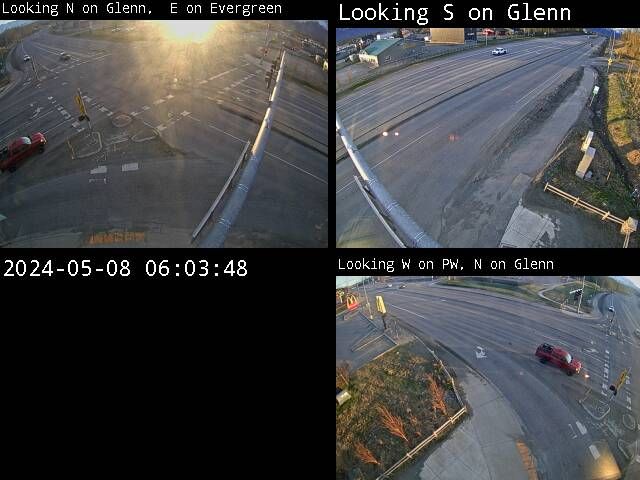 Looking N on Glenn,  E on Evergreen
Looking S on Glenn
2024-05-08 06:03:48
Looking W on PW, N on Glenn